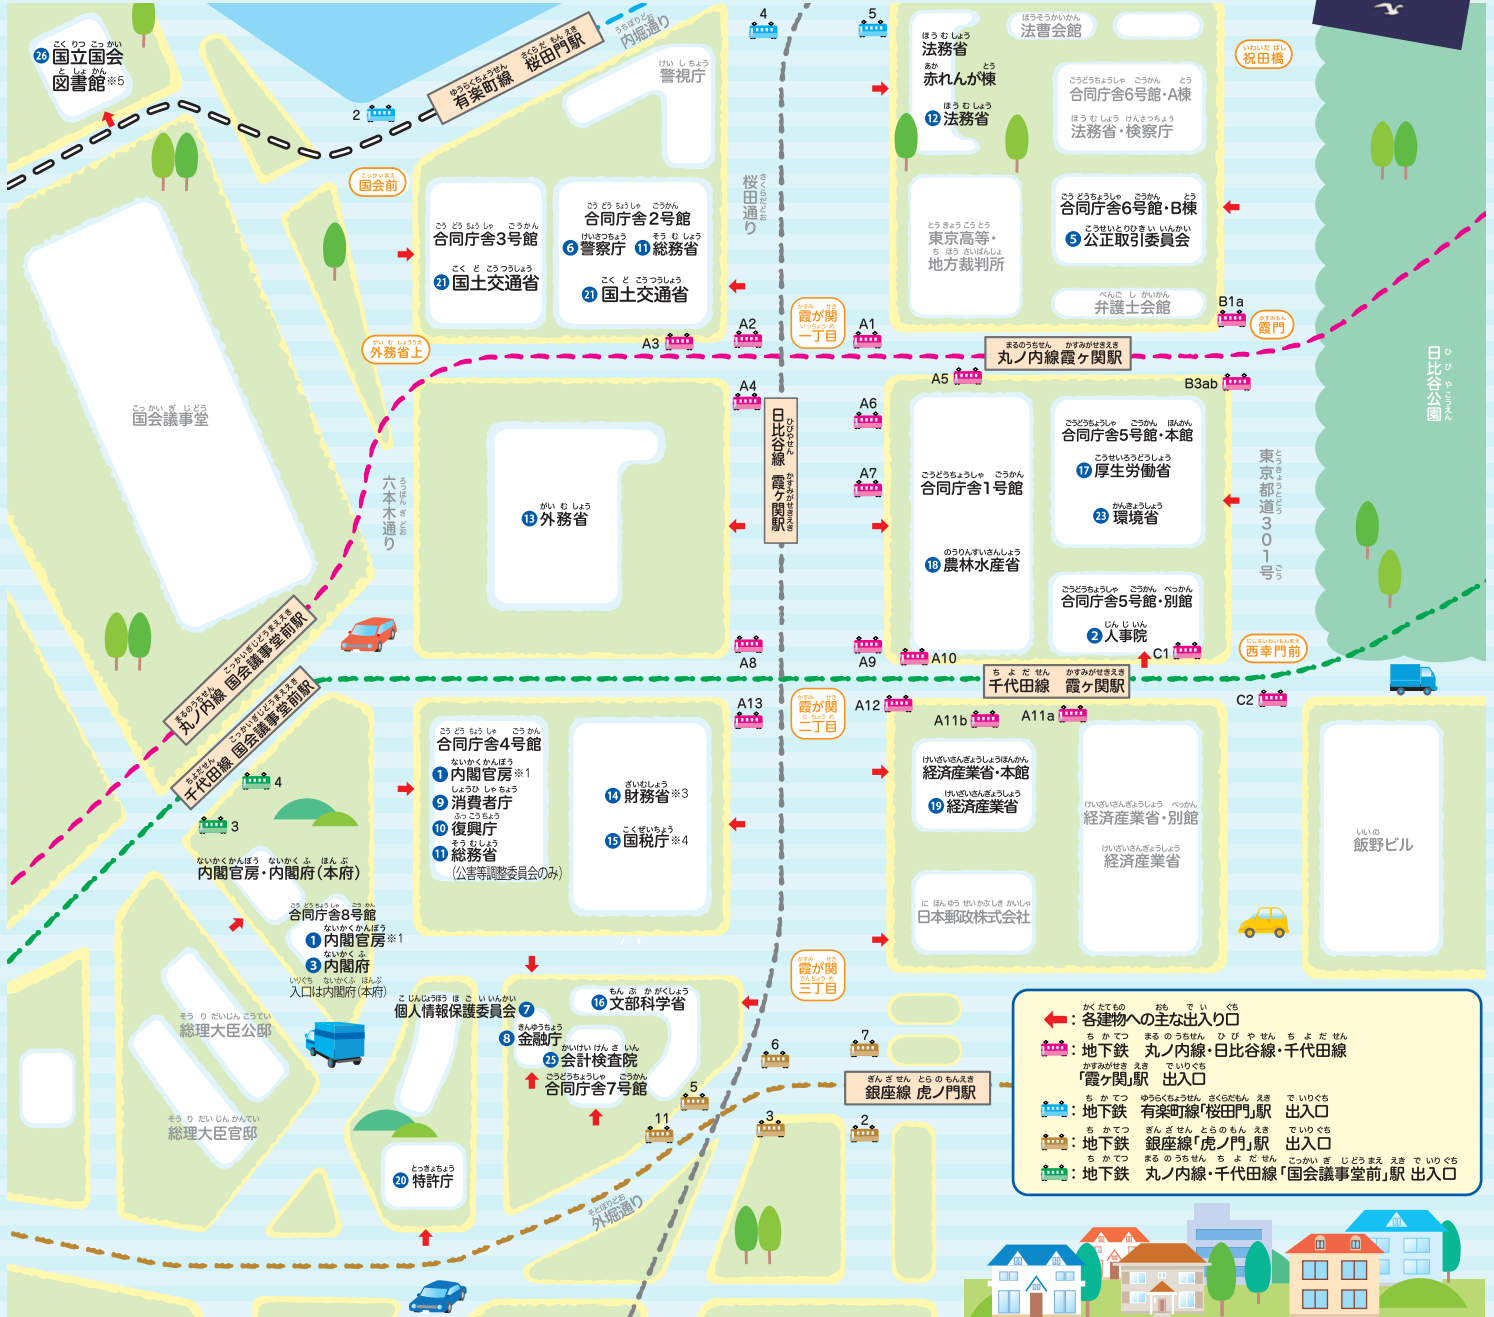 26 国立国会
図書館※5
有楽町線 桜田門駅
内堀通り
警視庁
2
4
5
国会前
法務省
赤れんが棟
12 法務省
法曹会館
合同庁舎6号館・A棟
法務省・検察庁
祝田橋
桜田通り
合同庁舎3号館
21 国土交通省
合同庁舎2号館
6 警察庁 11 総務省
21 国土交通省
東京高等・
地方裁判所
合同庁舎6号館・B棟
5 公正取引委員会
弁護士会館
B1a
霞門
霞が関
一丁目
外務省上
A3
A2
A1
丸ノ内線霞ヶ関駅
A5
B3ab
日比谷公園
国会議事堂
A4
A6
日比谷線 霞ヶ関駅
A7
六本木通り
13 外務省
合同庁舎1号館
18 農林水産省
合同庁舎5号館・本館
17 厚生労働省
23 環境省
合同庁舎5号館・別館
2 人事院
東京都道301号
C1
西幸門前
A8
A9
A10
丸ノ内線 国会議事堂前駅
千代田線 国会議事堂前駅
千代田線 霞ヶ関駅
C2
A13
霞が関
二丁目
A12
A11b
A11a
4
3
合同庁舎4号館
1 内閣官房※1
9 消費者庁
10 復興庁
11 総務省
(公害等調整委員会のみ)
14 財務省※3
15 国税庁※4
経済産業省・本館
19 経済産業省
経済産業省・別館
経済産業省
飯野ビル
日本郵政株式会社
内閣官房・内閣府(本府)
合同庁舎8号館
1 内閣官房※1
3 内閣府
入口は内閣府(本府)
霞が関
三丁目
総理大臣公邸
総理大臣官邸
個人情報保護委員会 7
8 金融庁
25 会計検査院
合同庁舎7号館
16 文部科学省
6
7
5
11
3
2
銀座線 虎ノ門駅
20 特許庁
外堀通り
:各建物への主な出入り口
:地下鉄 丸ノ内線・日比谷線・千代田線
「霞ヶ関」駅 出入口
:地下鉄 有楽町線「桜田門」駅 出入口
:地下鉄 銀座線「虎ノ門」駅 出入口
:地下鉄 丸ノ内線・千代田線「国会議事堂前」駅 出入口